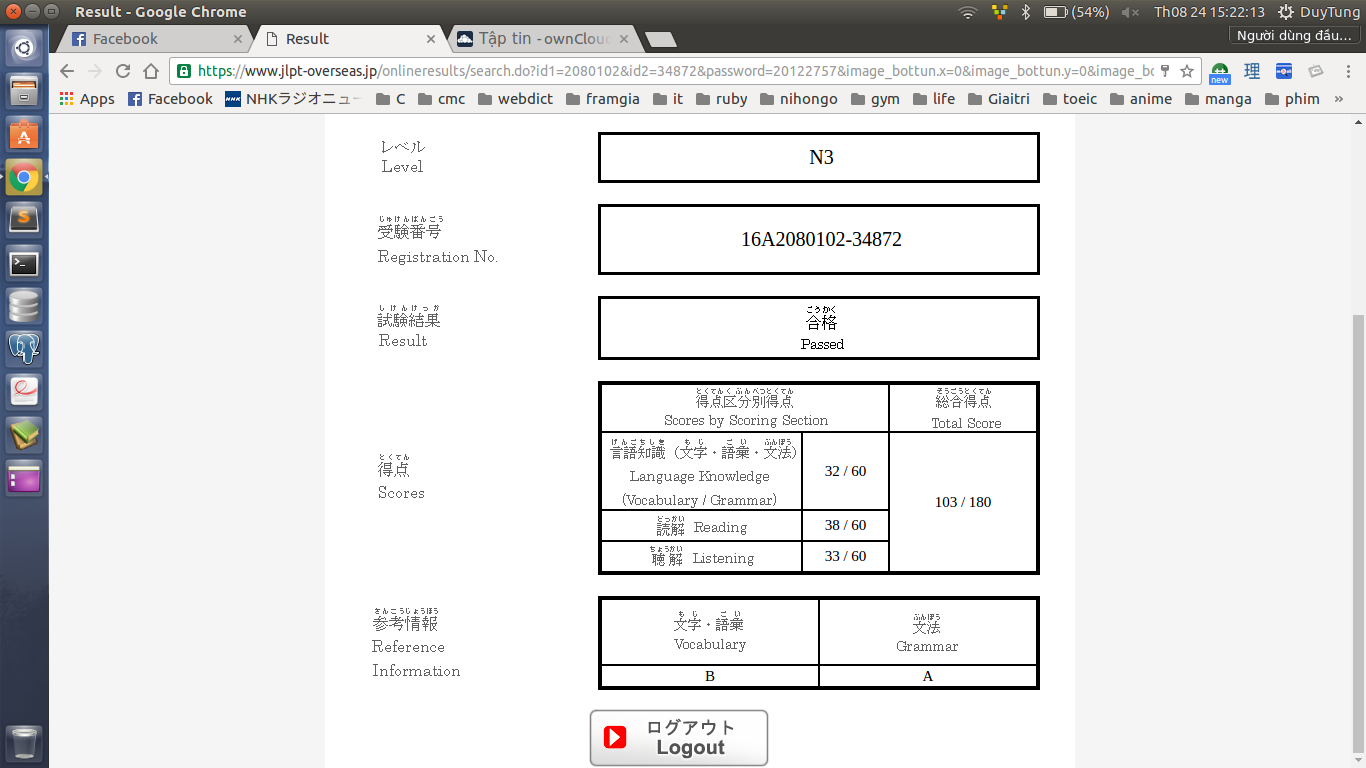 Result - Google Chrome
(54%)
Th08 24 15:22:13
DuyTung
Facebook
Result
Tập tin - ownClou
Người dùng đầu...
https://www.jlpt-overseas.jp/onlineresults/search.do?id1=2080102&id2=34872&password=20122757&image_bottun.x=0&image_bottun.y=0&image_bo
new
理
Apps
Facebook
NHK
NHKラジオニュー
C
cmc
webdict
framgia
it
ruby
nihongo
gym
life
Giaitri
toeic
anime
manga
phim
»
レベル
Level
N3
じゅけんばんごう
受験番号
Registration No.
16A2080102-34872
しけんけっか
試験結果
Result
ごうかく
合格
Passed
とくてん
得点
Scores
とくてんくぶんべつとくてん
得点区分別得点
Scores by Scoring Section
そうごうとくてん
総合得点
Total Score
げんごちしき もじ ごい ぶんぽう
言語知識（文字・語彙・文法）
Language Knowledge
(Vocabulary / Grammar)
32 / 60
103 / 180
どっかい
読解 Reading
38 / 60
ちょうかい
聴解 Listening
33 / 60
さんこうじょうほう
参考情報
Reference
Information
もじ ごい
文字・語彙
Vocabulary
ぶんぽう
文法
Grammar
B
A
ログアウト
Logout